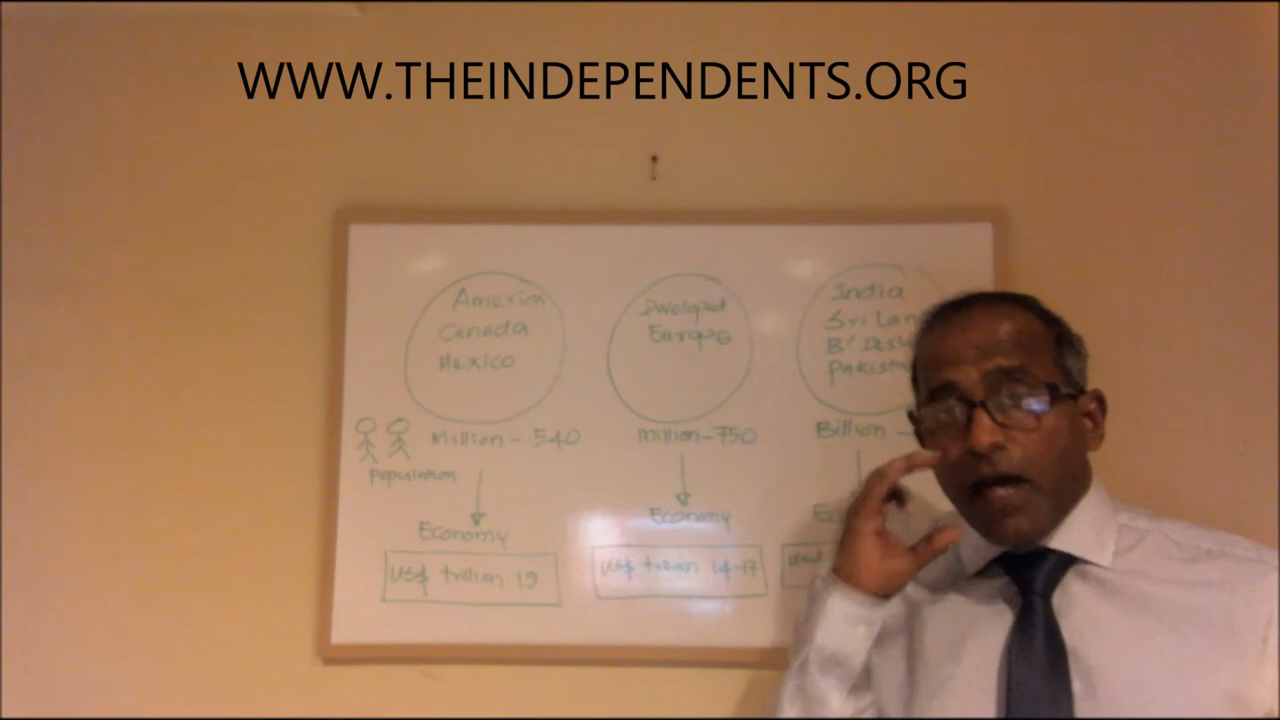 WWW.THEINDEPENDENTS.ORG
America
Canada
Mexico
Developed
Europe
India
Sri Lan
B' Desh
Pakista
Million - 540
Population
Economy
US$ trillion 19
Million - 750
Economy
US$ trillion 14-17
Billion -